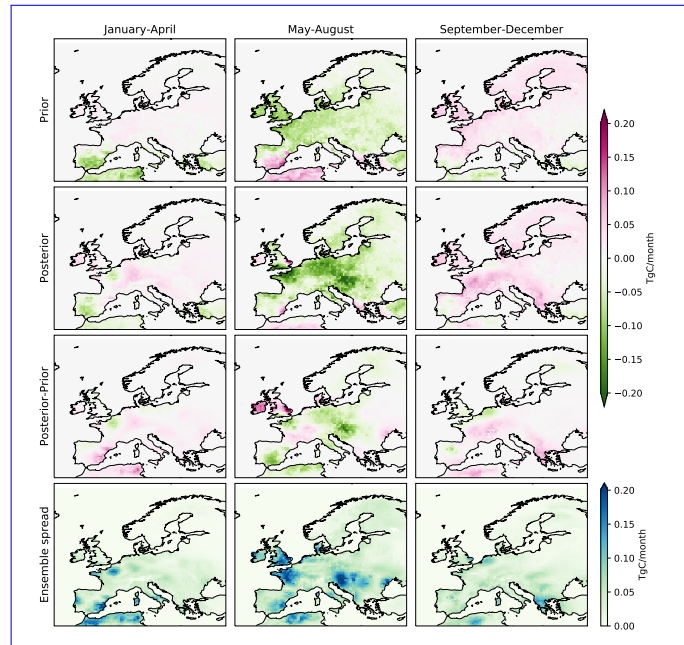 January-April
May-August
September-December
Prior
Posterior
Posterior-Prior
Ensemble spread
0.20
0.15
0.10
0.05
0.00
−0.05
−0.10
−0.15
−0.20
TgC/month
0.20
0.15
0.10
0.05
0.00
TgC/month